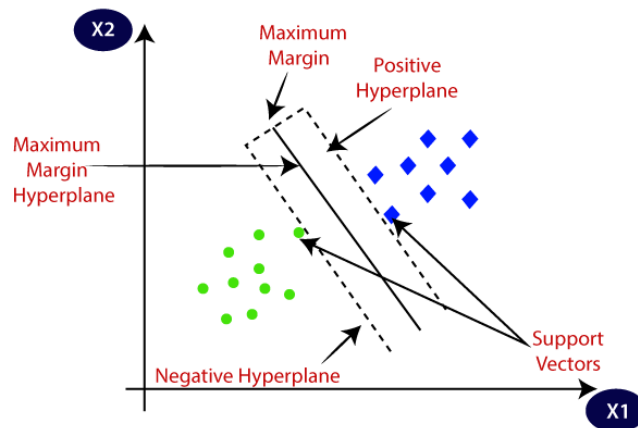 X2
Maximum
Margin
Positive
Hyperplane
Maximum
Margin
Hyperplane
Support
Vectors
Negative Hyperplane
X1